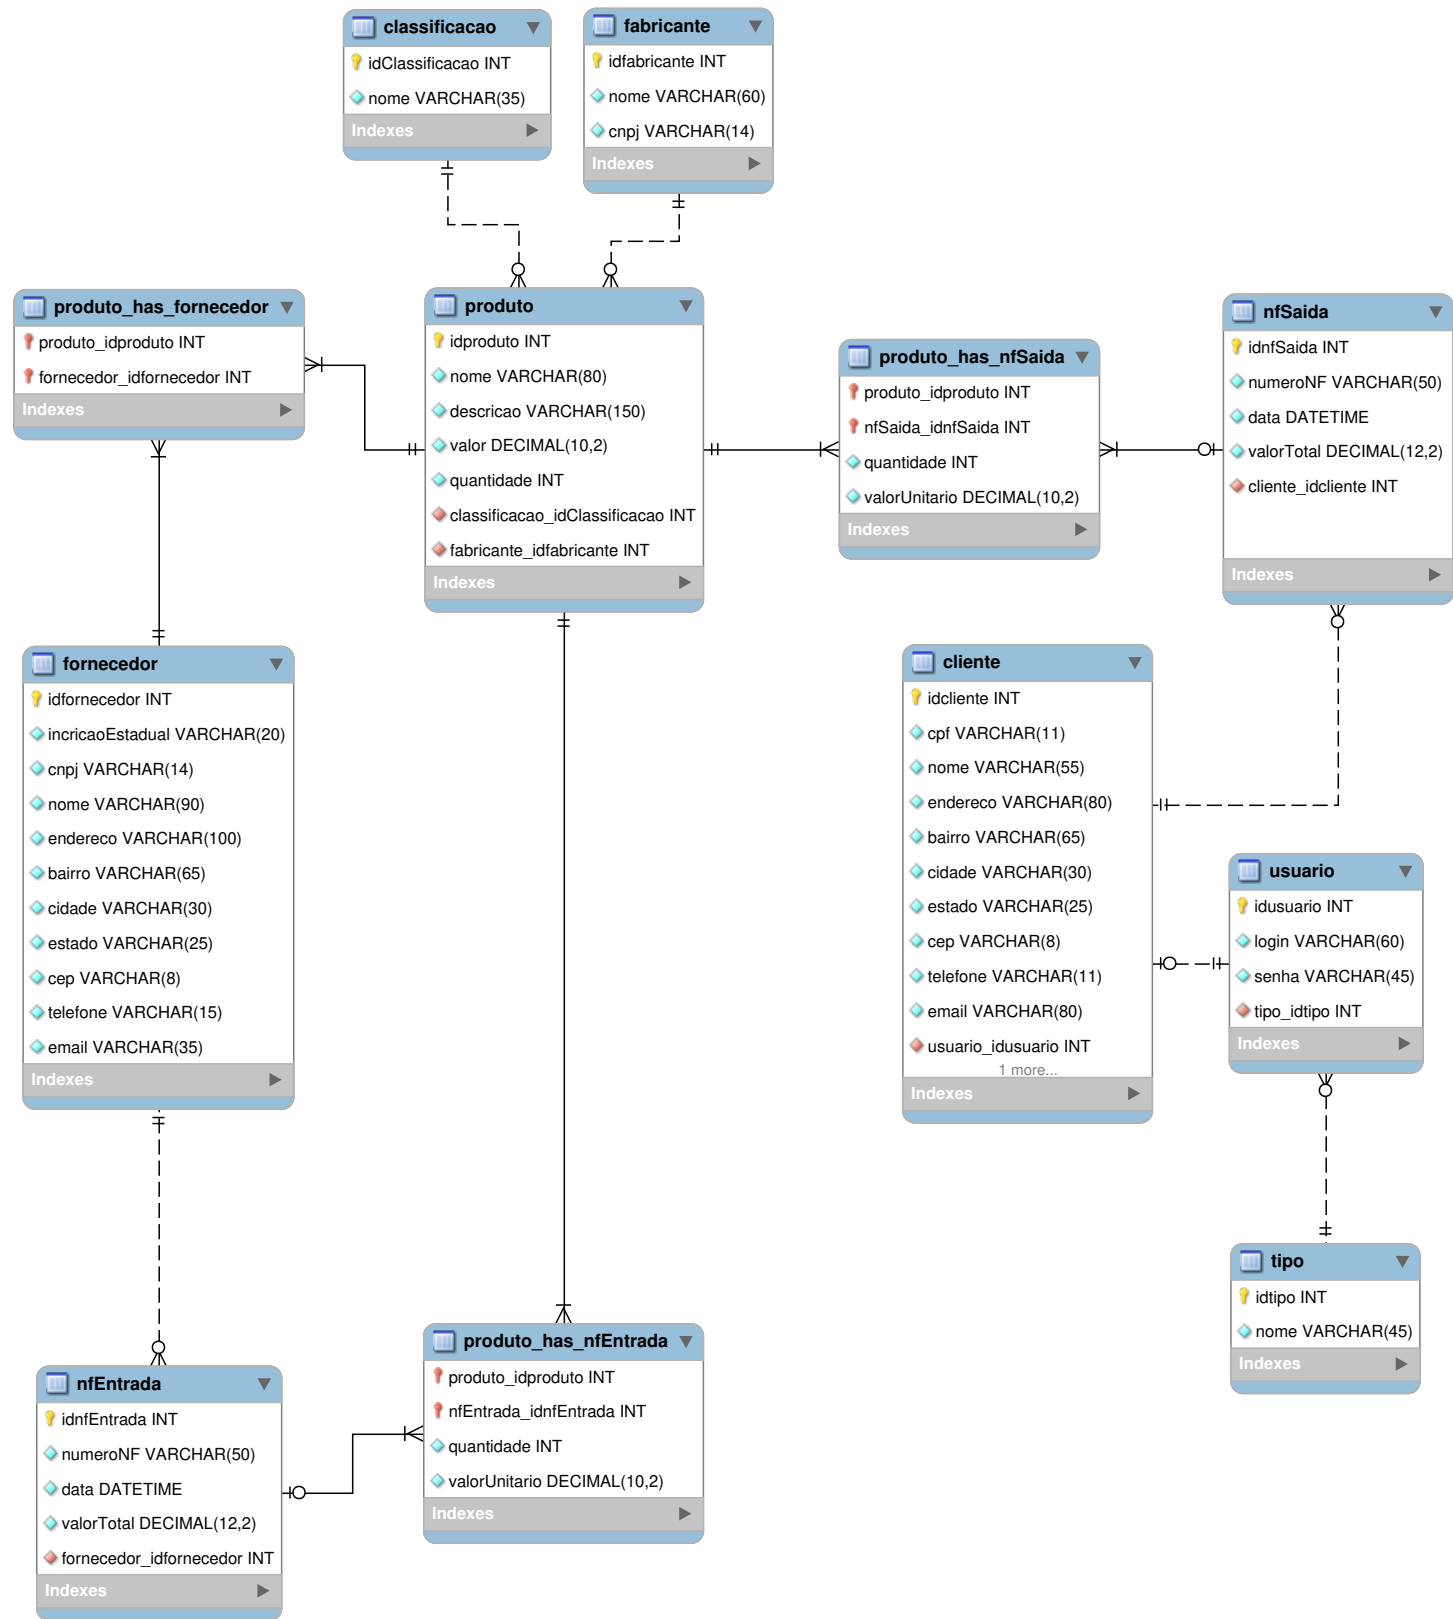 classificacao
idClassificacao INT
nome VARCHAR(35)
Indexes
fabricante
idfabricante INT
nome VARCHAR(60)
cnpj VARCHAR(14)
Indexes
produto_has_fornecedor
produto_idproduto INT
fornecedor_idfornecedor INT
Indexes
produto
idproduto INT
nome VARCHAR(80)
descricao VARCHAR(150)
valor DECIMAL(10,2)
quantidade INT
classificacao_idClassificacao INT
fabricante_idfabricante INT
Indexes
produto_has_nfSaida
produto_idproduto INT
nfSaida_idnfSaida INT
quantidade INT
valorUnitario DECIMAL(10,2)
Indexes
nfSaida
idnfSaida INT
numeroNF VARCHAR(50)
data DATETIME
valorTotal DECIMAL(12,2)
cliente_idcliente INT
Indexes
fornecedor
idfornecedor INT
incricaoEstadual VARCHAR(20)
cnpj VARCHAR(14)
nome VARCHAR(90)
endereco VARCHAR(100)
bairro VARCHAR(65)
cidade VARCHAR(30)
estado VARCHAR(25)
cep VARCHAR(8)
telefone VARCHAR(15)
email VARCHAR(35)
Indexes
cliente
idcliente INT
cpf VARCHAR(11)
nome VARCHAR(55)
endereco VARCHAR(80)
bairro VARCHAR(65)
cidade VARCHAR(30)
estado VARCHAR(25)
cep VARCHAR(8)
telefone VARCHAR(11)
email VARCHAR(80)
usuario_idusuario INT
1 more...
Indexes
usuario
idusuario INT
login VARCHAR(60)
senha VARCHAR(45)
tipo_idtipo INT
Indexes
tipo
idtipo INT
nome VARCHAR(45)
Indexes
produto_has_nfEntrada
produto_idproduto INT
nfEntrada_idnfEntrada INT
quantidade INT
valorUnitario DECIMAL(10,2)
Indexes
nfEntrada
idnfEntrada INT
numeroNF VARCHAR(50)
data DATETIME
valorTotal DECIMAL(12,2)
fornecedor_idfornecedor INT
Indexes